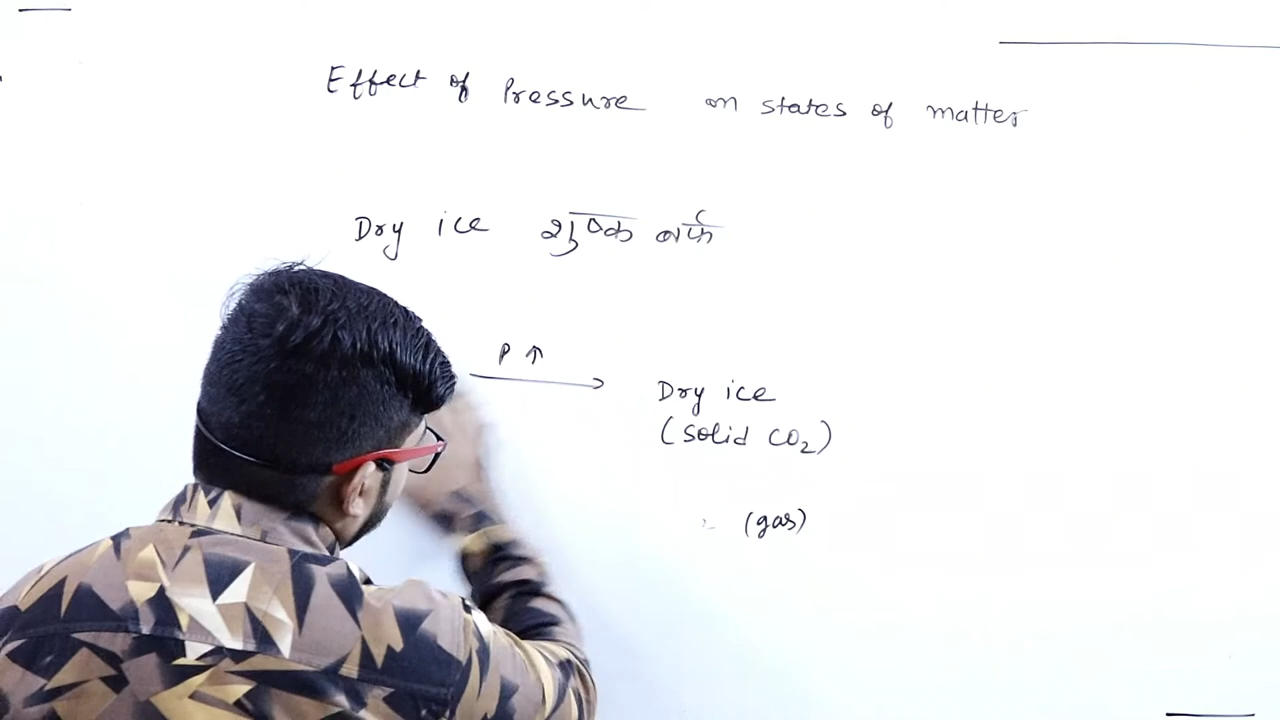 Effect of Pressure on states of matter
Dry ice शुष्क बर्फ
P ↑
Dry ice
(solid CO₂)
(gas)